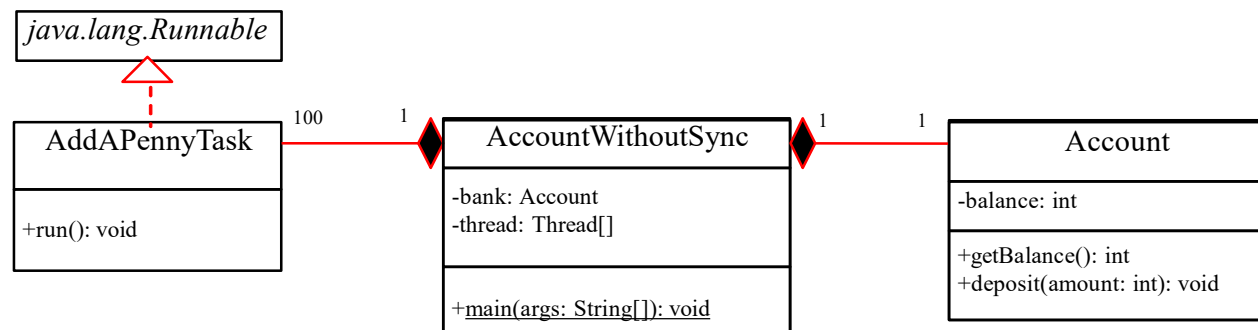 java.lang.Runnable
AddAPennyTask
+run(): void
100
1
AccountWithoutSync
-bank: Account
-thread: Thread[]
+main(args: String[]): void
1
1
Account
-balance: int
+getBalance(): int
+deposit(amount: int): void